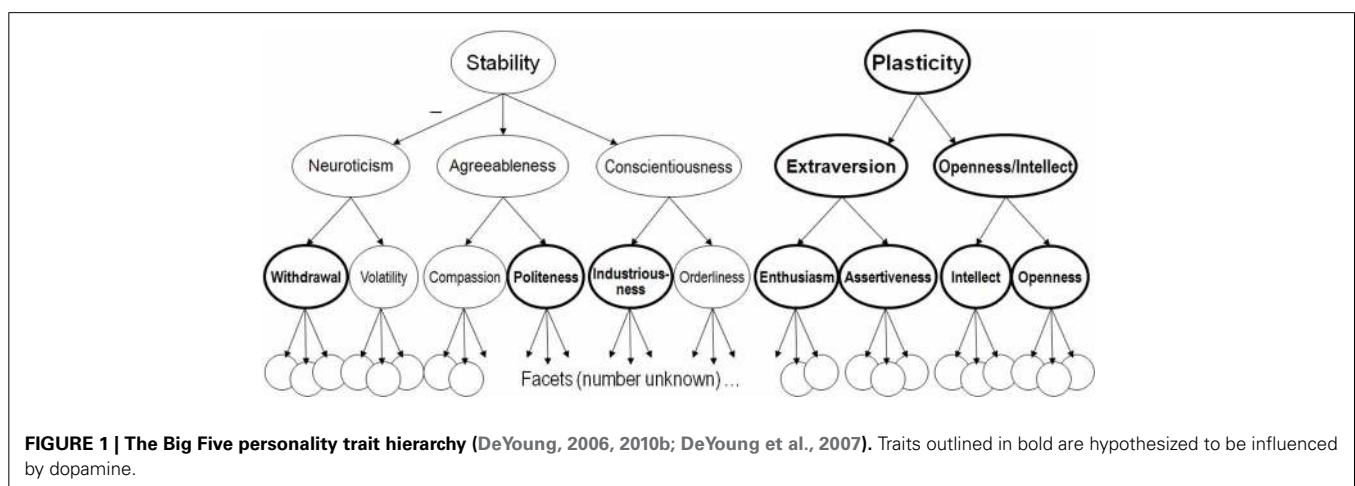 Stability Plasticity
–
Neuroticism Agreeableness Conscientiousness Extraversion Openness/Intellect
Withdrawal Volatility Compassion Politeness Industrious-
ness Orderliness Enthusiasm Assertiveness Intellect Openness
Facets (number unknown) ...
FIGURE 1 | The Big Five personality trait hierarchy (DeYoung, 2006, 2010b; DeYoung et al., 2007). Traits outlined in bold are hypothesized to be influenced
by dopamine.